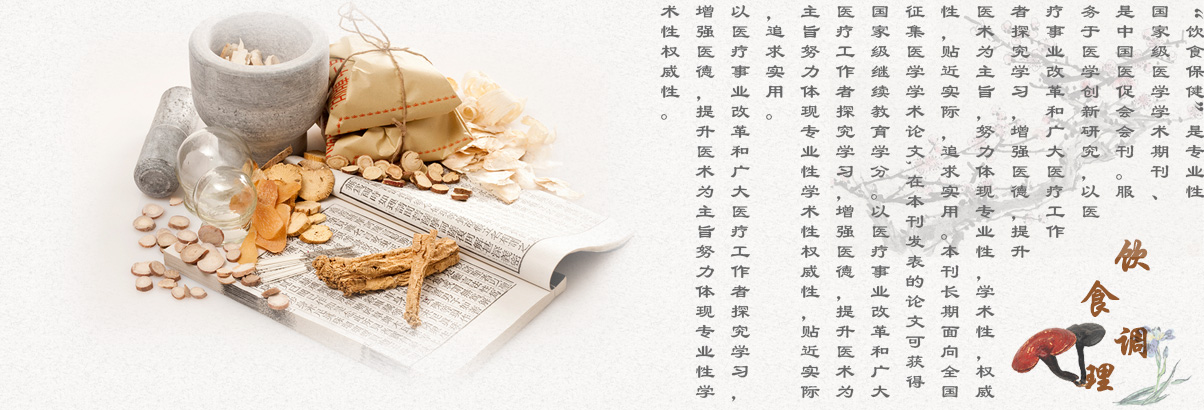 《饮食保健》是专业性
国家级医学学术期刊、
是中国医促会会刊。服
务于医学创新研究,以医
疗事业改革和广大医疗工作
者探究学习,增强医德,提升
医术为主旨,努力体现专业性,学术性,权威
性,贴近实际,追求实用。本刊长期面向全国
征集医学学术论文,在本刊发表的论文可获得
国家级继续教育学分。以医疗事业改革和广大
医疗工作者探究学习,增强医德,提升医术为
主旨努力体现专业性学术性权威性,贴近实际
,追求实用。
以医疗事业改革和广大医疗工作者探究学习,
增强医德,提升医术为主旨努力体现专业性学
术性权威性。
饮食调理